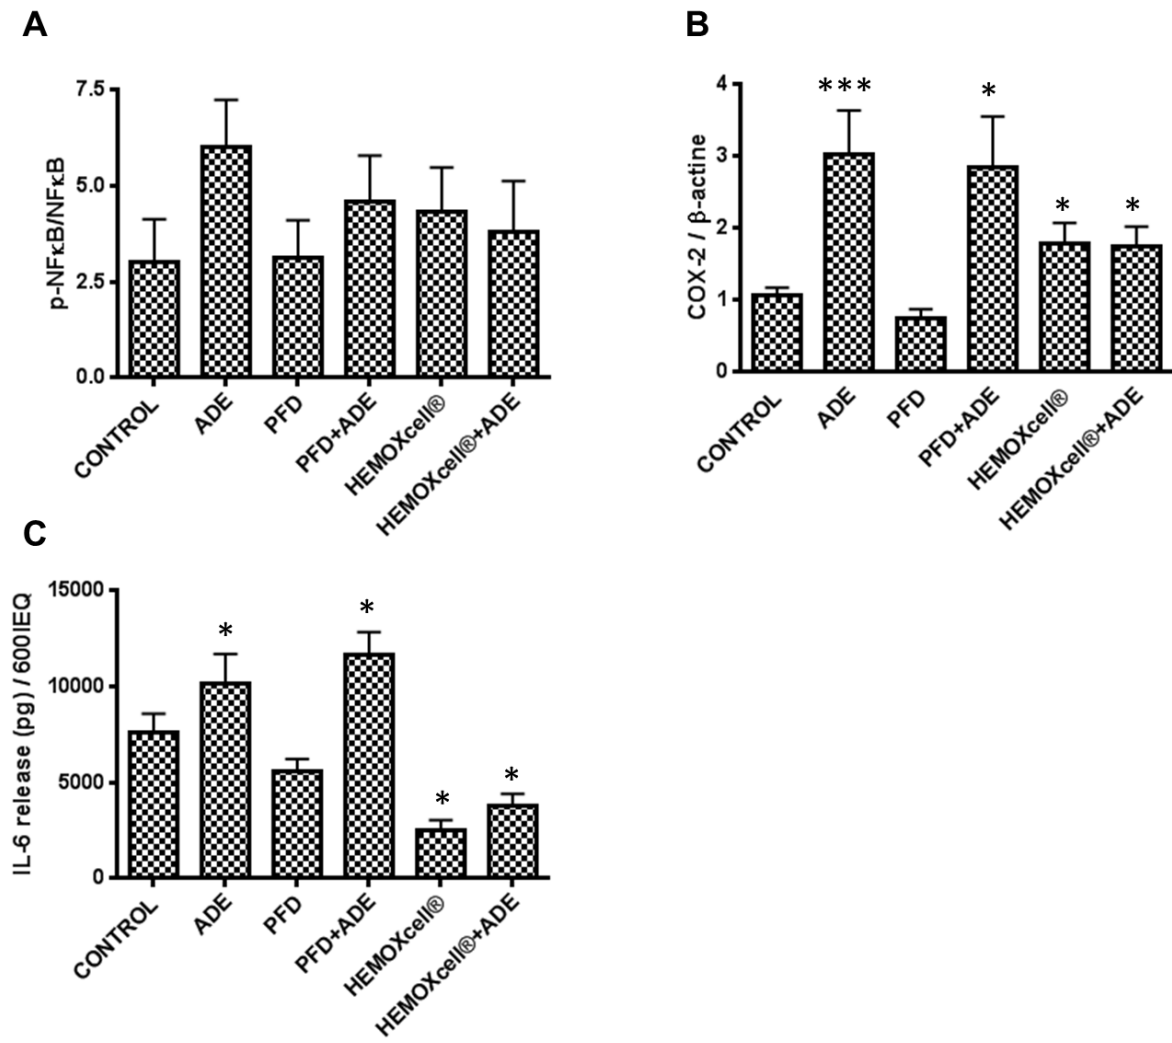 A
p-NFκB/NFκB
7.5
5.0
2.5
0.0
CONTROL
ADE
PFD
PFD+ADE
HEMOXcell®
HEMOXcell®+ADE
B
COX-2 / β-actine
4
3
2
1
0
***
*
*
*
CONTROL
ADE
PFD
PFD+ADE
HEMOXcell®
HEMOXcell®+ADE
C
IL-6 release (pg) / 600IEQ
15000
10000
5000
0
*
*
*
*
CONTROL
ADE
PFD
PFD+ADE
HEMOXcell®
HEMOXcell®+ADE